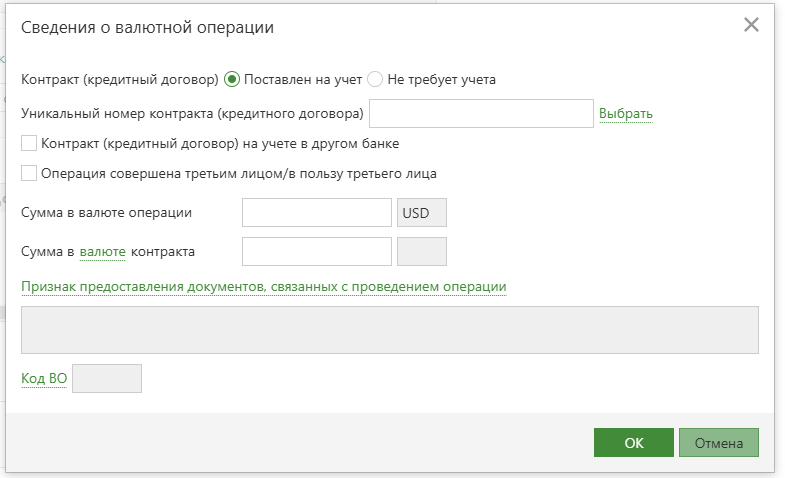 Сведения о валютной операции
Контракт (кредитный договор) Поставлен на учет Не требует учета
Уникальный номер контракта (кредитного договора) Выбрать
Контракт (кредитный договор) на учете в другом банке
Операция совершена третьим лицом/в пользу третьего лица
Сумма в валюте операции USD
Сумма в валюте контракта
Признак предоставления документов, связанных с проведением операции
Код ВО
ОК Отмена